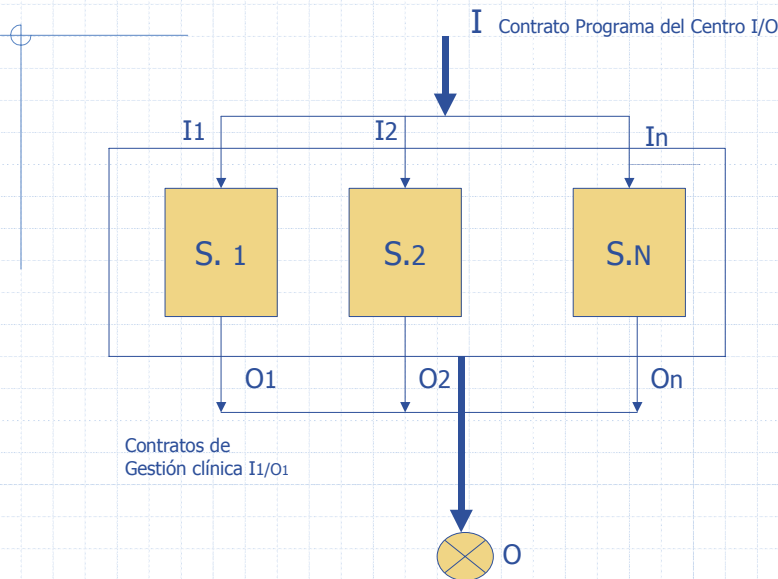 I Contrato Programa del Centro I/O
I1 I2 In
S. 1 S.2 S.N
O1 O2 On
Contratos de
Gestión clínica I1/O1
O